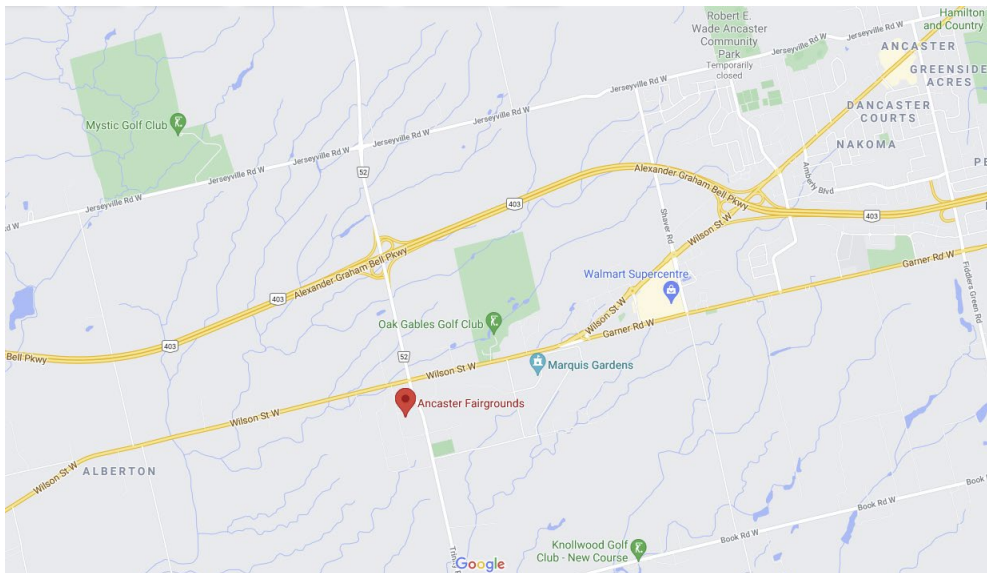 Hamilton
and Country
Robert E.
Wade Ancaster
Community
Park
Temporarily
closed
ANCASTER
Jerseyville Rd W
GREENSIDE
ACRES
Jerseyville Rd W
DANCASTER
COURTS
Mystic Golf Club
Jerseyville Rd W
NAKOMA
Jerseyville Rd W
52
Alexander Graham Bell Pkwy
Amberly Blvd
Jerseyville Rd W
403
Shaver Rd
403
Wilson St W
Alexander Graham Bell Pkwy
Garner Rd W
Walmart Supercentre
Fiddlers Green Rd
403
Oak Gables Golf Club
Wilson St W
Garner Rd W
403
Bell Pkwy
52
Wilson St W
Marquis Gardens
Ancaster Fairgrounds
Wilson St W
ALBERTON
Wilson St W
Book Rd W
Book Rd W
Knollwood Golf
Club - New Course
Google